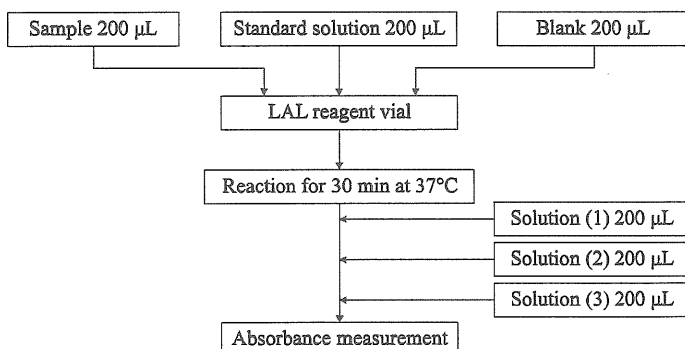 Sample 200 μL
Standard solution 200 μL
Blank 200 μL
LAL reagent vial
Reaction for 30 min at 37°C
Solution (1) 200 μL
Solution (2) 200 μL
Solution (3) 200 μL
Absorbance measurement